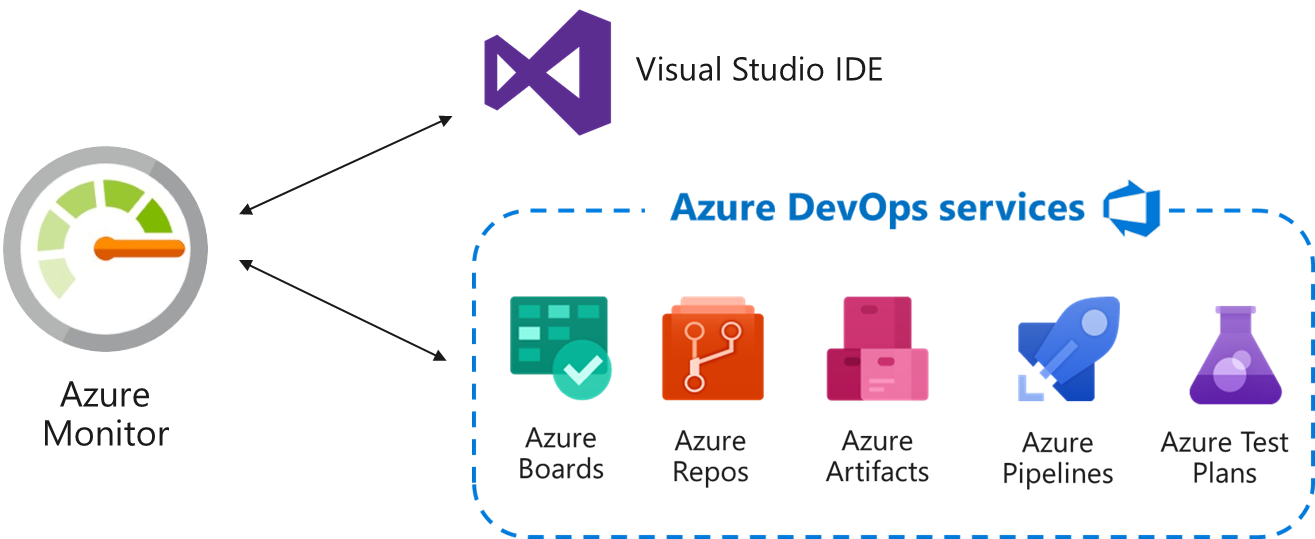 Visual Studio IDE
Azure DevOps services
Azure
Monitor
Azure
Boards
Azure
Repos
Azure
Artifacts
Azure
Pipelines
Azure Test
Plans